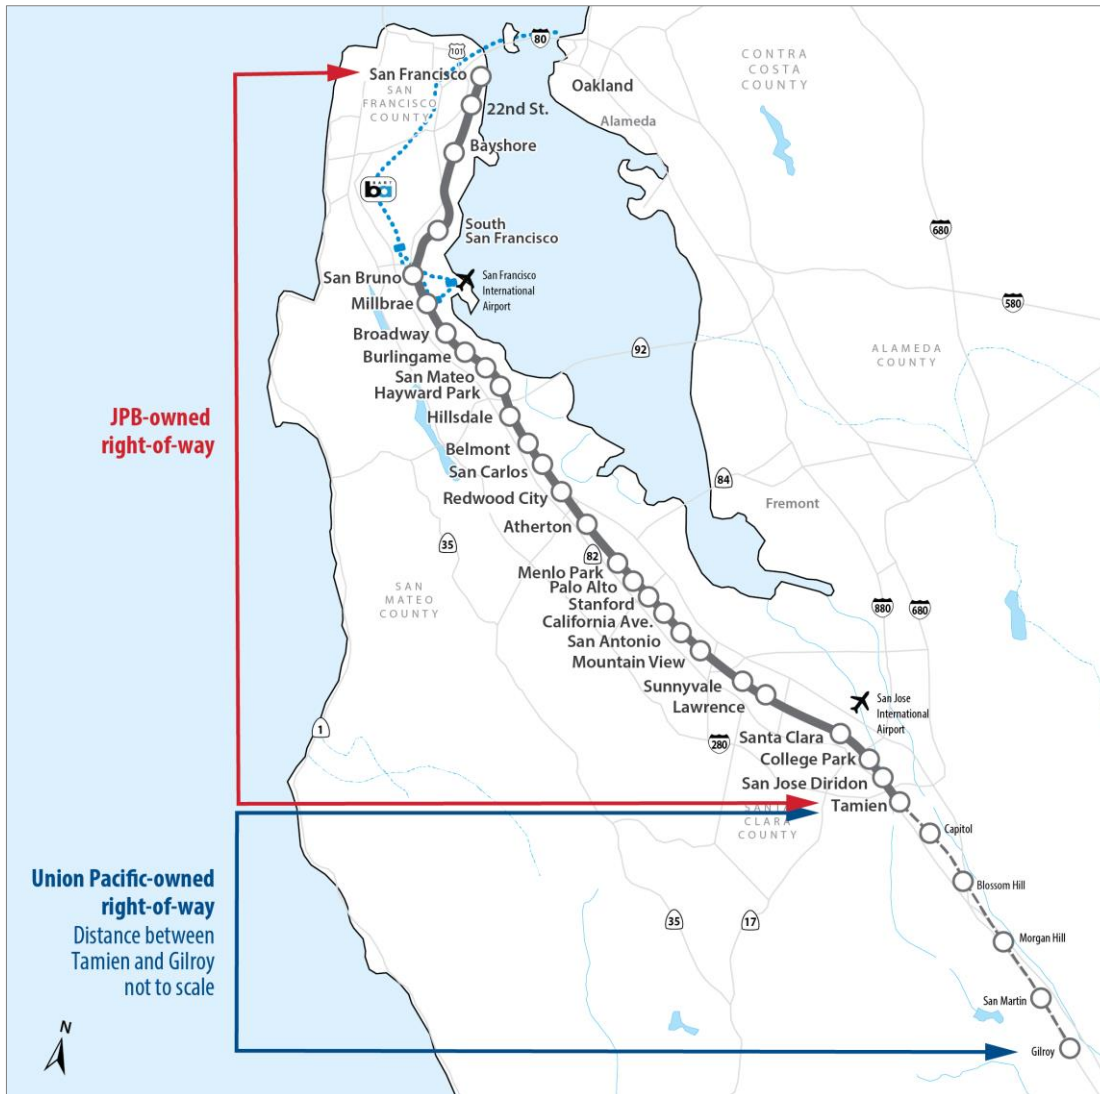 80
101
CONTRA
COSTA
COUNTY
San Francisco
SAN
FRANCISCO
COUNTY
Oakland
22nd St.
Alameda
Bayshore
BART
ba
680
South
San Francisco
San Bruno
San Francisco
International
Airport
Millbrae
580
Broadway
92
ALAMEDA
COUNTY
Burlingame
San Mateo
Hayward Park
JPB-owned
right-of-way
Hillsdale
Belmont
San Carlos
84
Redwood City
Fremont
Atherton
35
82
Menlo Park
SAN
MATEO
COUNTY
Palo Alto
Stanford
880
680
California Ave.
San Antonio
Mountain View
Sunnyvale
Lawrence
San Jose
International
Airport
1
280
Santa Clara
College Park
San Jose Diridon
Tamien
SANTA
CLARA
COUNTY
Capitol
Union Pacific-owned
right-of-way
Distance between
Tamien and Gilroy
not to scale
Blossom Hill
35
17
Morgan Hill
San Martin
N
Gilroy